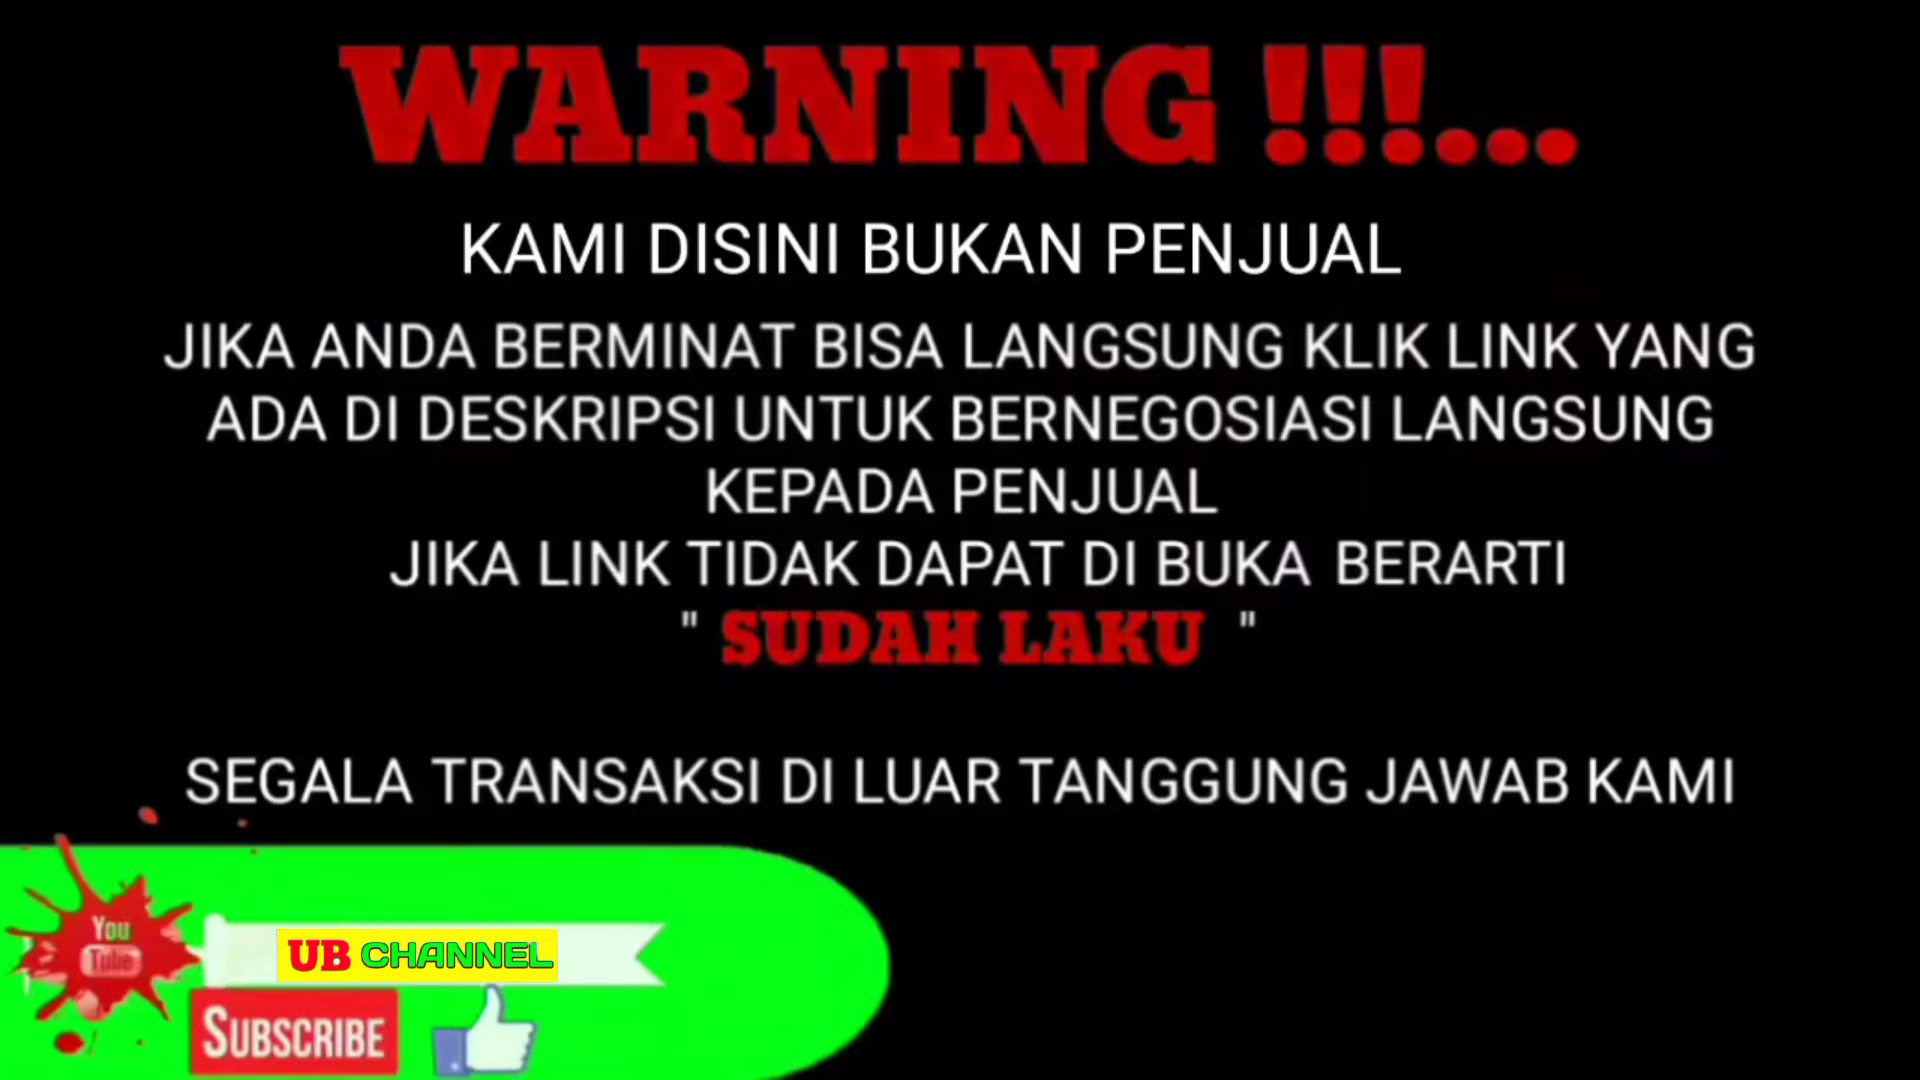 WARNING !!!...
KAMI DISINI BUKAN PENJUAL
JIKA ANDA BERMINAT BISA LANGSUNG KLIK LINK YANG
ADA DI DESKRIPSI UNTUK BERNEGOSIASI LANGSUNG
KEPADA PENJUAL
JIKA LINK TIDAK DAPAT DI BUKA BERARTI
" SUDAH LAKU "
SEGALA TRANSAKSI DI LUAR TANGGUNG JAWAB KAMI
You
Tube
UB CHANNEL
SUBSCRIBE